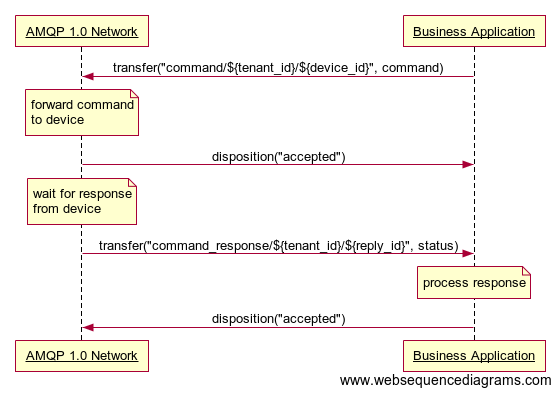 AMQP 1.0 Network
Business Application
transfer("command/${tenant_id}/${device_id}", command)
forward command
to device
disposition("accepted")
wait for response
from device
transfer("command_response/${tenant_id}/${reply_id}", status)
process response
disposition("accepted")
AMQP 1.0 Network
Business Application
www.websequencediagrams.com